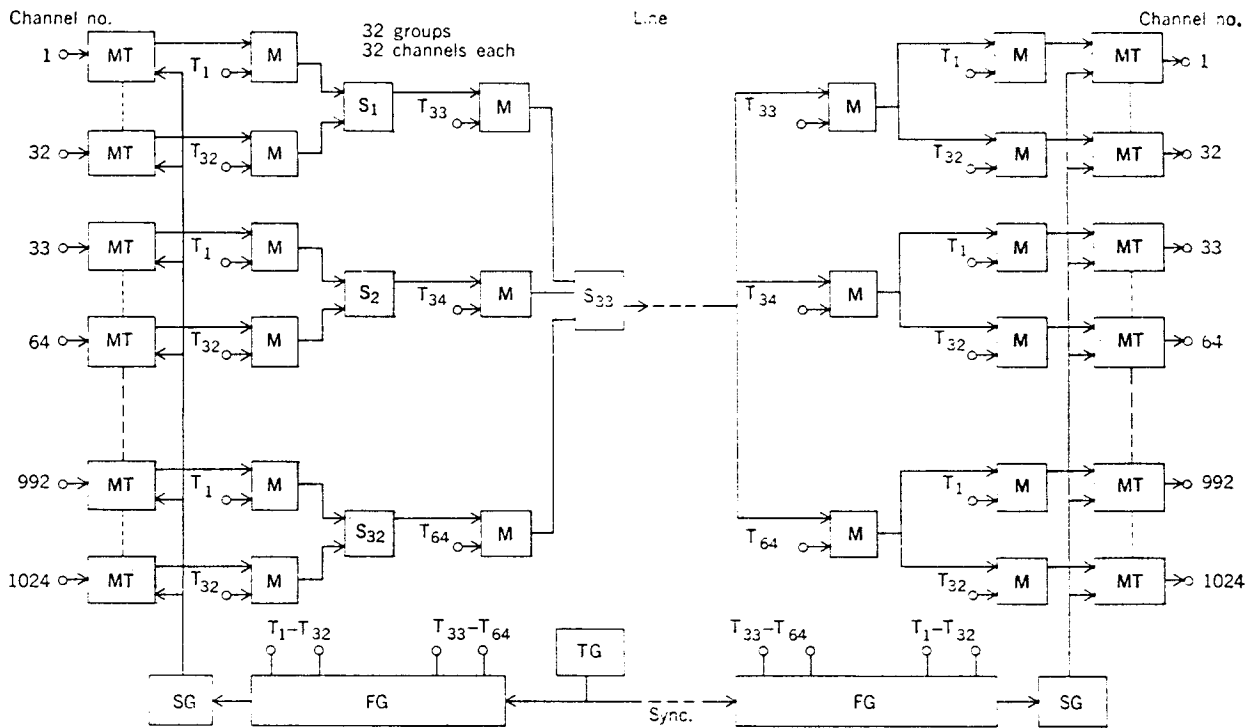 Channel no.
32 groups
32 channels each
Line
Channel no.
1 MT T1 M S1 T33 M T33 M T1 M MT 1
32 MT T32 M T32 M MT 32
33 MT T1 M S2 T34 M S33 T34 M T1 M MT 33
64 MT T32 M T32 M MT 64
992 MT T1 M S32 T64 M T64 M T1 M MT 992
1024 MT T32 M T32 M MT 1024
T1–T32 T33–T64 TG T33–T64 T1–T32
SG FG Sync. FG SG